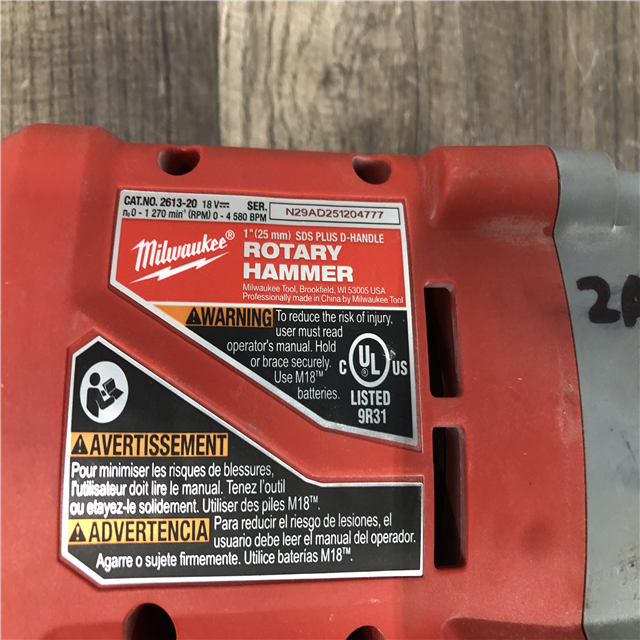 CAT.NO. 2613-20 18 V⎓ SER. N29AD251204777
n₀ 0 - 1 270 min⁻¹ (RPM) 0 - 4 580 BPM
Milwaukee®
1" (25 mm) SDS PLUS D-HANDLE
ROTARY
HAMMER
Milwaukee Tool, Brookfield, WI 53005 USA
Professionally made in China by Milwaukee Tool
⚠WARNING To reduce the risk of injury,
user must read
operator's manual. Hold
or brace securely.
Use M18™
batteries.
C UL US
®
LISTED
9R31
⚠AVERTISSEMENT
Pour minimiser les risques de blessures,
l'utilisateur doit lire le manual. Tenez l'outil
ou etayez-le solidement. Utiliser des piles M18™.
⚠ADVERTENCIA Para reducir el riesgo de lesiones, el
usuario debe leer el manual del operador.
Agarre o sujete firmemente. Utilice baterías M18™.